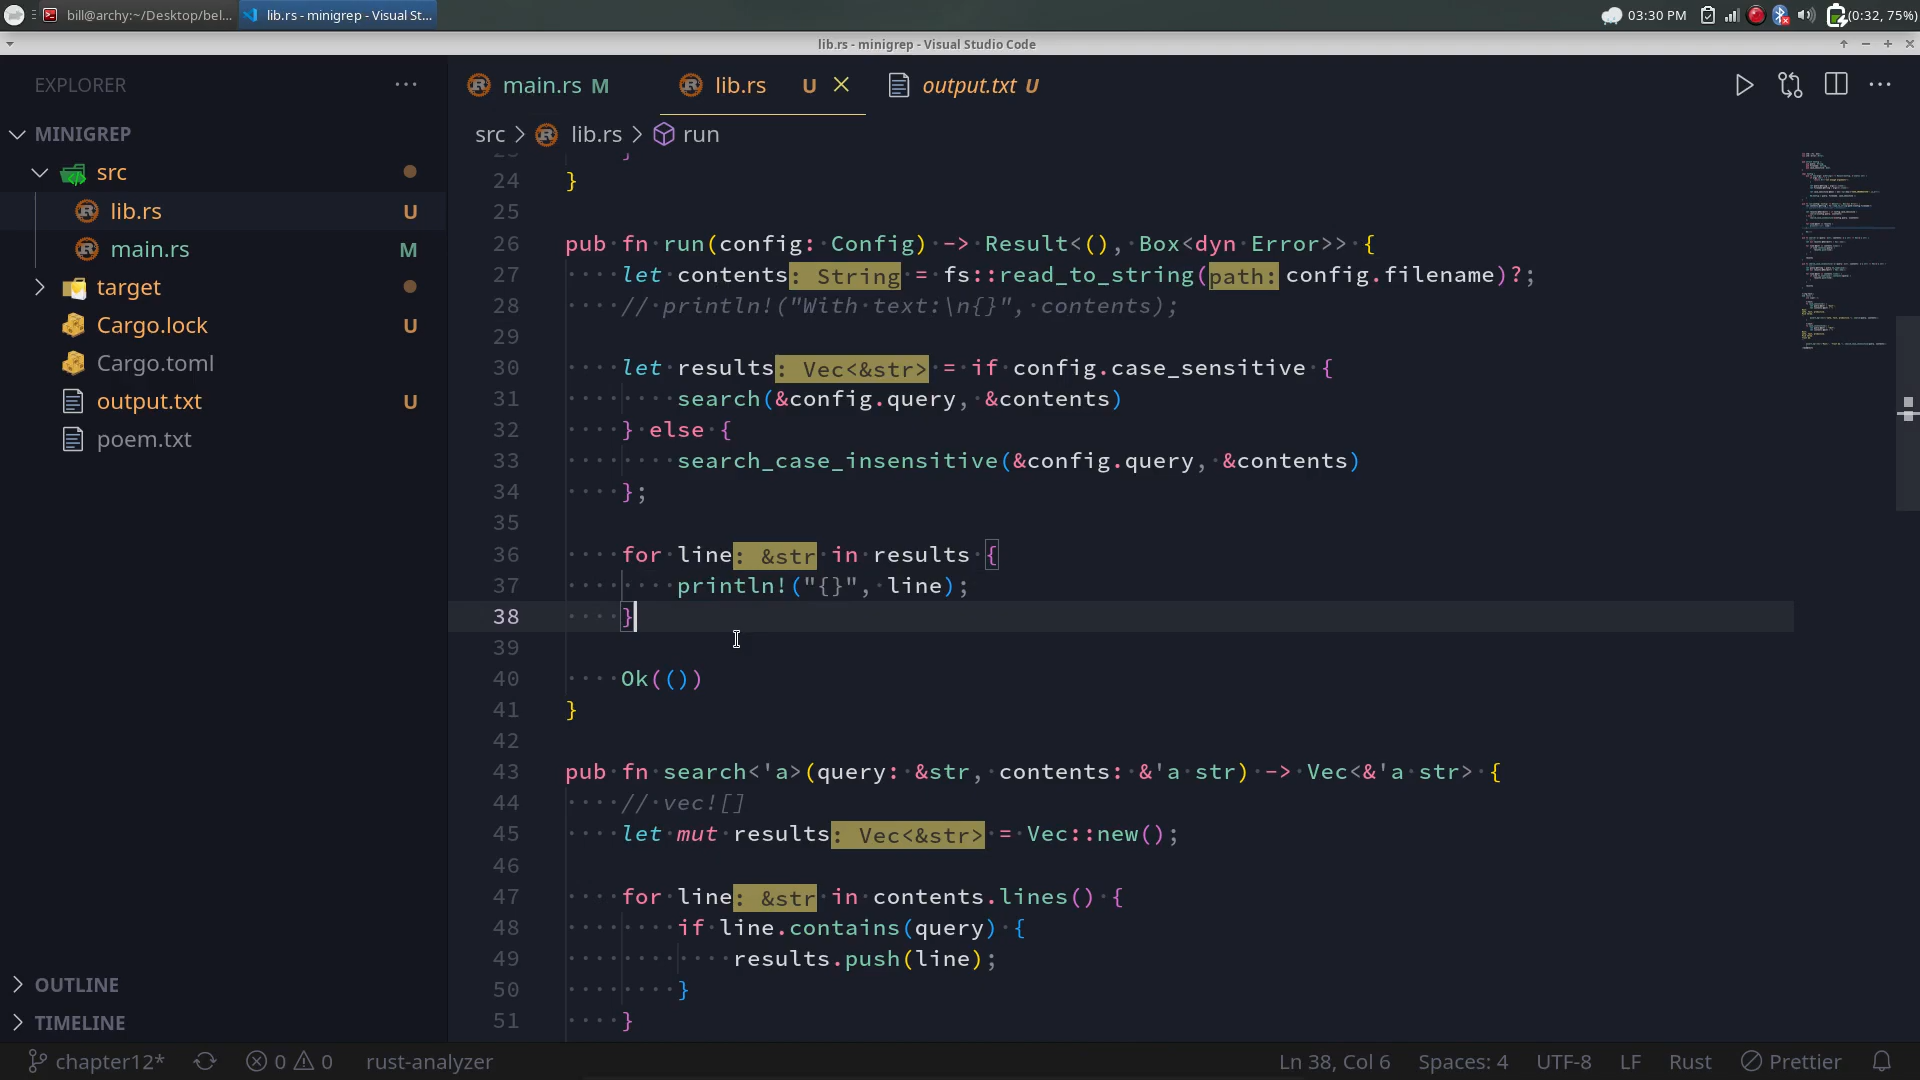 bill@archy:~/Desktop/bel...
lib.rs - minigrep - Visual St...
03:30 PM
(0:32, 75%)
lib.rs - minigrep - Visual Studio Code
EXPLORER
MINIGREP
src
lib.rs U
main.rs M
target
Cargo.lock U
Cargo.toml
output.txt U
poem.txt
OUTLINE
TIMELINE
main.rs M
lib.rs U
output.txt U
src > lib.rs > run
24 }
25
26 pub fn run(config: Config) -> Result<(), Box<dyn Error>> {
27 let contents: String = fs::read_to_string(path: config.filename)?;
28 // println!("With text:\n{}", contents);
29
30 let results: Vec<&str> = if config.case_sensitive {
31 search(&config.query, &contents)
32 } else {
33 search_case_insensitive(&config.query, &contents)
34 };
35
36 for line: &str in results {
37 println!("{}", line);
38 }
39
40 Ok(())
41 }
42
43 pub fn search<'a>(query: &str, contents: &'a str) -> Vec<&'a str> {
44 // vec![]
45 let mut results: Vec<&str> = Vec::new();
46
47 for line: &str in contents.lines() {
48 if line.contains(query) {
49 results.push(line);
50 }
51 }
chapter12* 0 0 rust-analyzer
Ln 38, Col 6 Spaces: 4 UTF-8 LF Rust Prettier